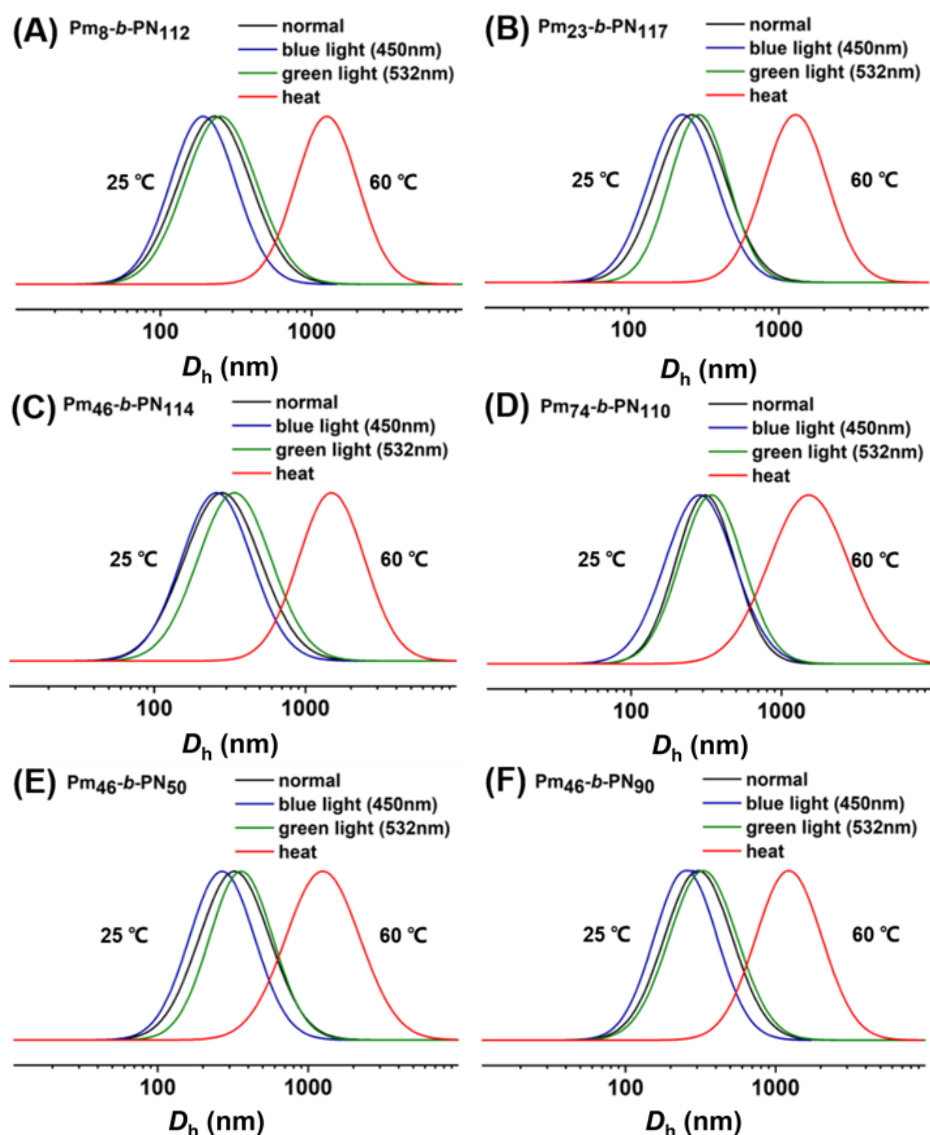 (A) Pm8-b-PN112
normal
blue light (450nm)
green light (532nm)
heat
25 ℃
60 ℃
100 1000
Dh (nm)
(B) Pm23-b-PN117
normal
blue light (450nm)
green light (532nm)
heat
25 ℃
60 ℃
100 1000
Dh (nm)
(C) Pm46-b-PN114
normal
blue light (450nm)
green light (532nm)
heat
25 ℃
60 ℃
100 1000
Dh (nm)
(D) Pm74-b-PN110
normal
blue light (450nm)
green light (532nm)
heat
25 ℃
60 ℃
100 1000
Dh (nm)
(E) Pm46-b-PN50
normal
blue light (450nm)
green light (532nm)
heat
25 ℃
60 ℃
100 1000
Dh (nm)
(F) Pm46-b-PN90
normal
blue light (450nm)
green light (532nm)
heat
25 ℃
60 ℃
100 1000
Dh (nm)